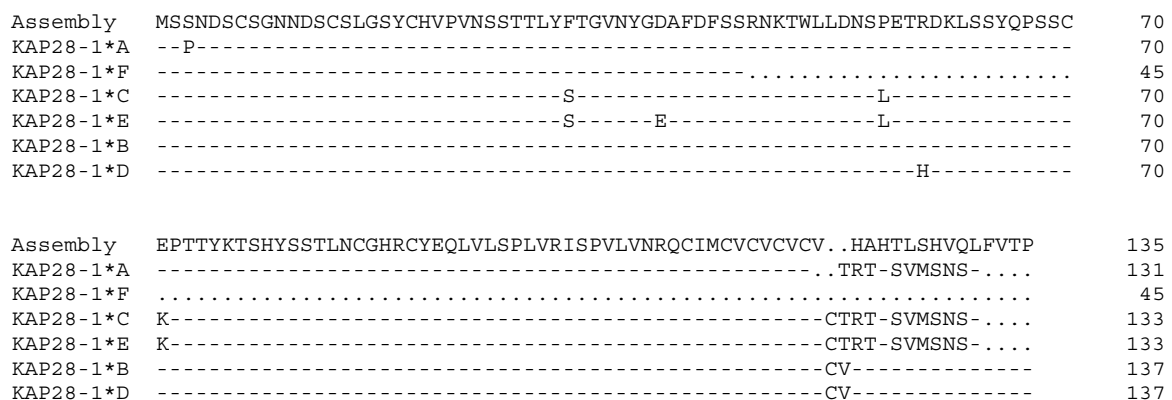 Assembly MSSNDSCSGNNDSCSLGSYCHVPVNSSTTLYFTGVNYGDAFDFSSRNKTWLLDNSPETRDKLSSYQPSSC 70
KAP28-1*A --P------------------------------------------------------------------- 70
KAP28-1*F ---------------------------------------------......................... 45
KAP28-1*C -------------------------------S-----------------------L-------------- 70
KAP28-1*E -------------------------------S------E----------------L-------------- 70
KAP28-1*B ---------------------------------------------------------------------- 70
KAP28-1*D ----------------------------------------------------------H----------- 70
Assembly EPTTYKTSHYSSTLNCGHRCYEQLVLSPLVRISPVLVNRQCIMCVCVCVCV..HAHTLSHVQLFVTP 135
KAP28-1*A --------------------------------------------------..TRT-SVMSNS-.... 131
KAP28-1*F ................................................................... 45
KAP28-1*C K--------------------------------------------------CTRT-SVMSNS-.... 133
KAP28-1*E K--------------------------------------------------CTRT-SVMSNS-.... 133
KAP28-1*B ---------------------------------------------------CV-------------- 137
KAP28-1*D ---------------------------------------------------CV-------------- 137